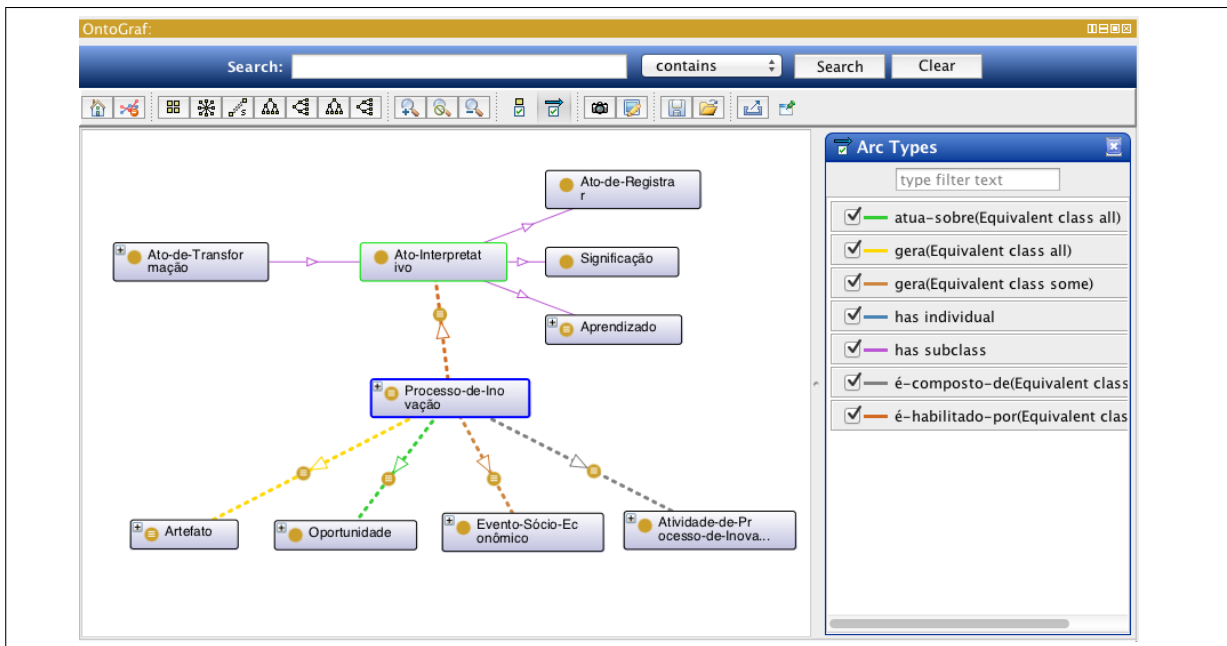 OntoGraf:
Search:
contains
Search
Clear
Arc Types
type filter text
atua-sobre(Equivalent class all)
gera(Equivalent class all)
gera(Equivalent class some)
has individual
has subclass
é-composto-de(Equivalent class
é-habilitado-por(Equivalent clas
Ato-de-Registra
r
Ato-de-Transfor
mação
Ato-Interpretat
ivo
Significação
Aprendizado
Processo-de-Ino
vação
Artefato
Oportunidade
Evento-Sócio-Ec
onômico
Atividade-de-Pr
ocesso-de-Inova...